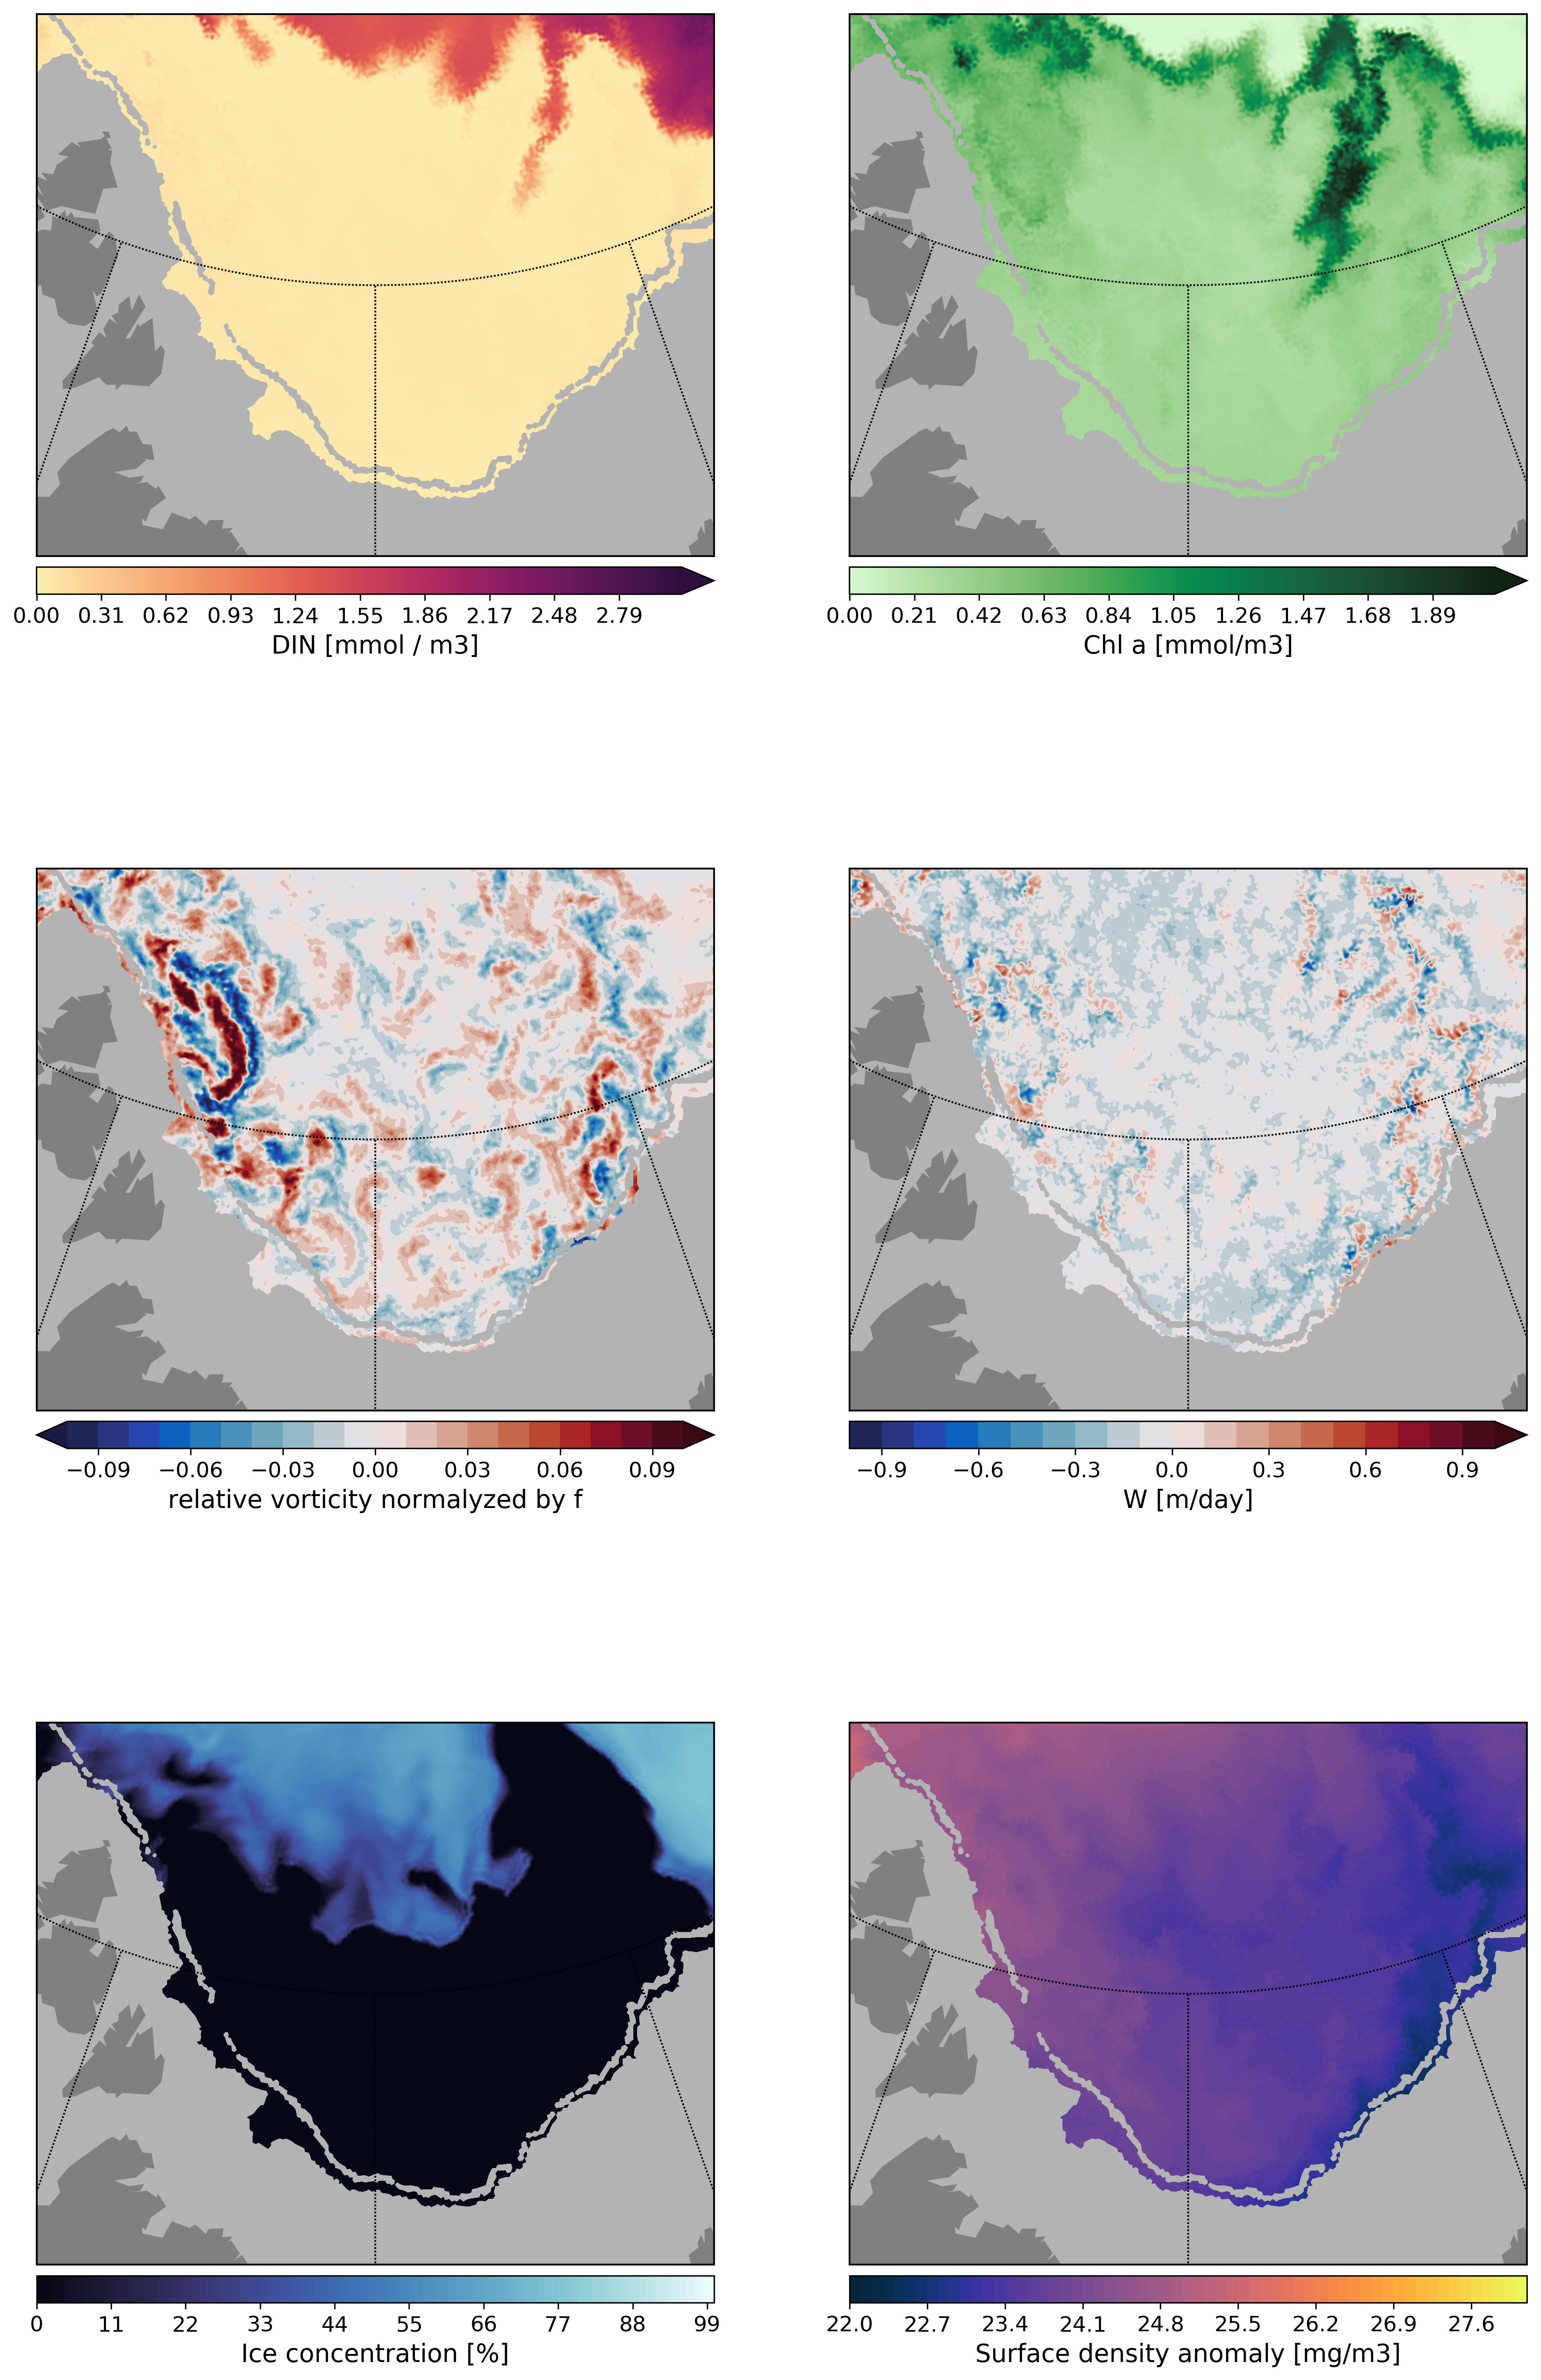 0.00 0.31 0.62 0.93 1.24 1.55 1.86 2.17 2.48 2.79
DIN [mmol / m3]
0.00 0.21 0.42 0.63 0.84 1.05 1.26 1.47 1.68 1.89
Chl a [mmol/m3]
−0.09 −0.06 −0.03 0.00 0.03 0.06 0.09
relative vorticity normalyzed by f
−0.9 −0.6 −0.3 0.0 0.3 0.6 0.9
W [m/day]
0 11 22 33 44 55 66 77 88 99
Ice concentration [%]
22.0 22.7 23.4 24.1 24.8 25.5 26.2 26.9 27.6
Surface density anomaly [mg/m3]